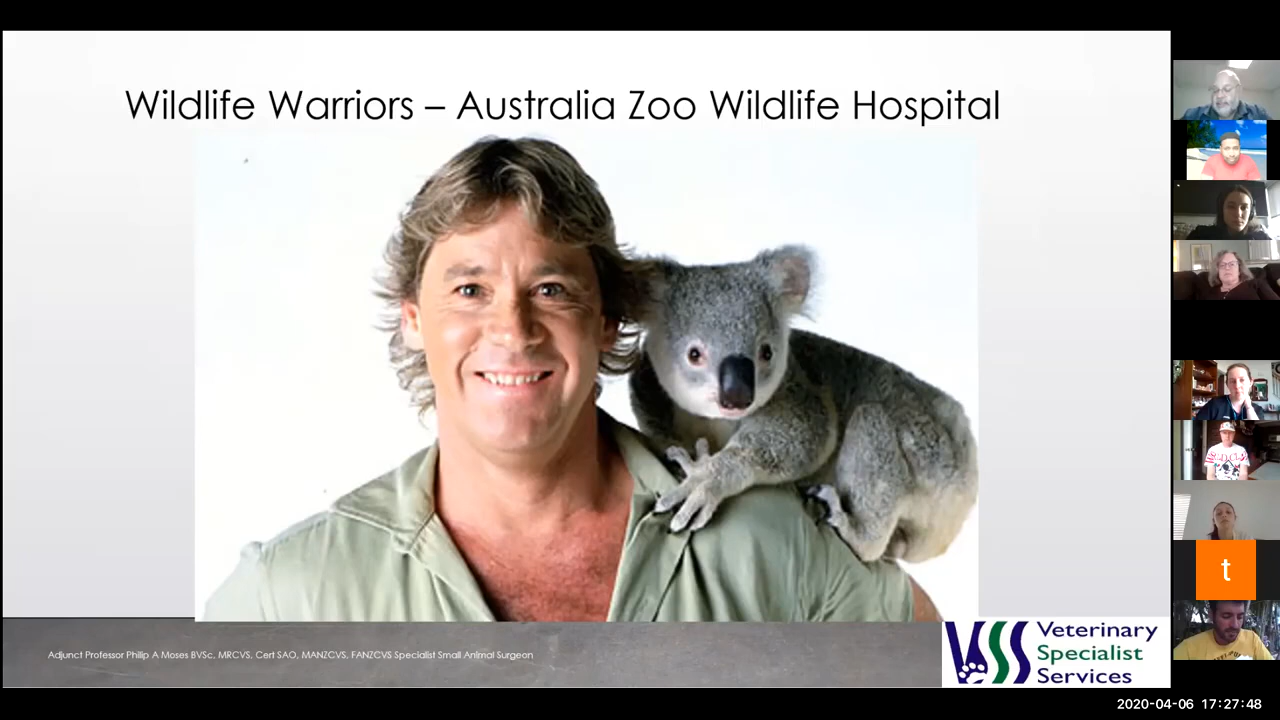 Wildlife Warriors – Australia Zoo Wildlife Hospital
Adjunct Professor Philip A Moses BVSc, MRCVS, Cert SAO, MANZCVS, FANZCVS Specialist Small Animal Surgeon
VSS Veterinary
Specialist
Services
t
2020-04-06 17:27:48